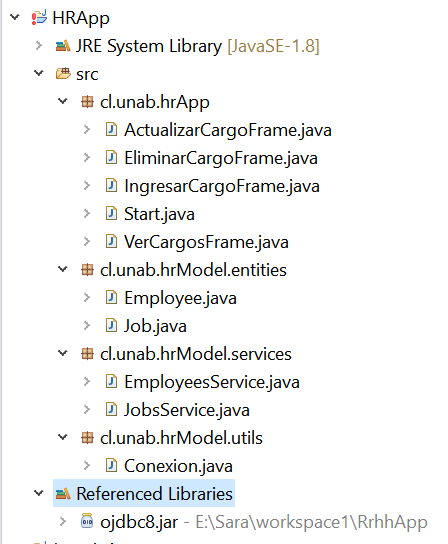 HRApp
JRE System Library [JavaSE-1.8]
src
cl.unab.hrApp
ActualizarCargoFrame.java
EliminarCargoFrame.java
IngresarCargoFrame.java
Start.java
VerCargosFrame.java
cl.unab.hrModel.entities
Employee.java
Job.java
cl.unab.hrModel.services
EmployeesService.java
JobsService.java
cl.unab.hrModel.utils
Conexion.java
Referenced Libraries
ojdbc8.jar - E:\Sara\workspace1\RrhhApp